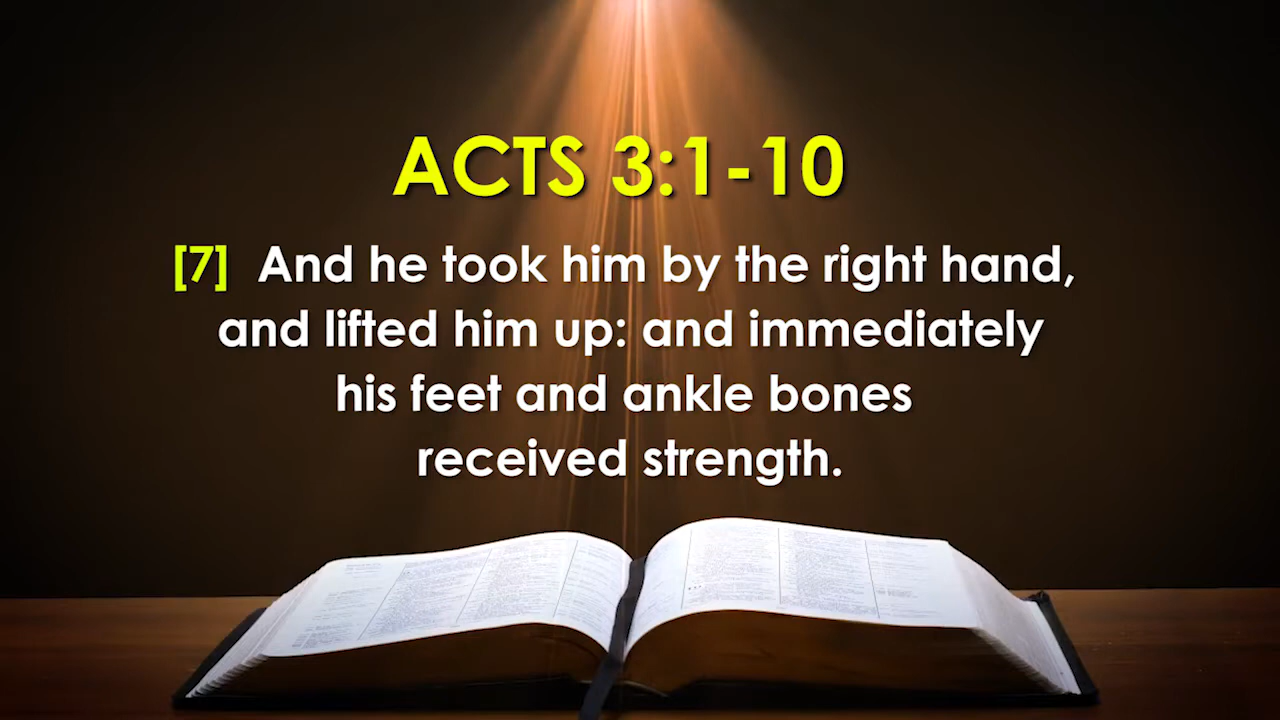 ACTS 3:1-10
[7] And he took him by the right hand,
and lifted him up: and immediately
his feet and ankle bones
received strength.